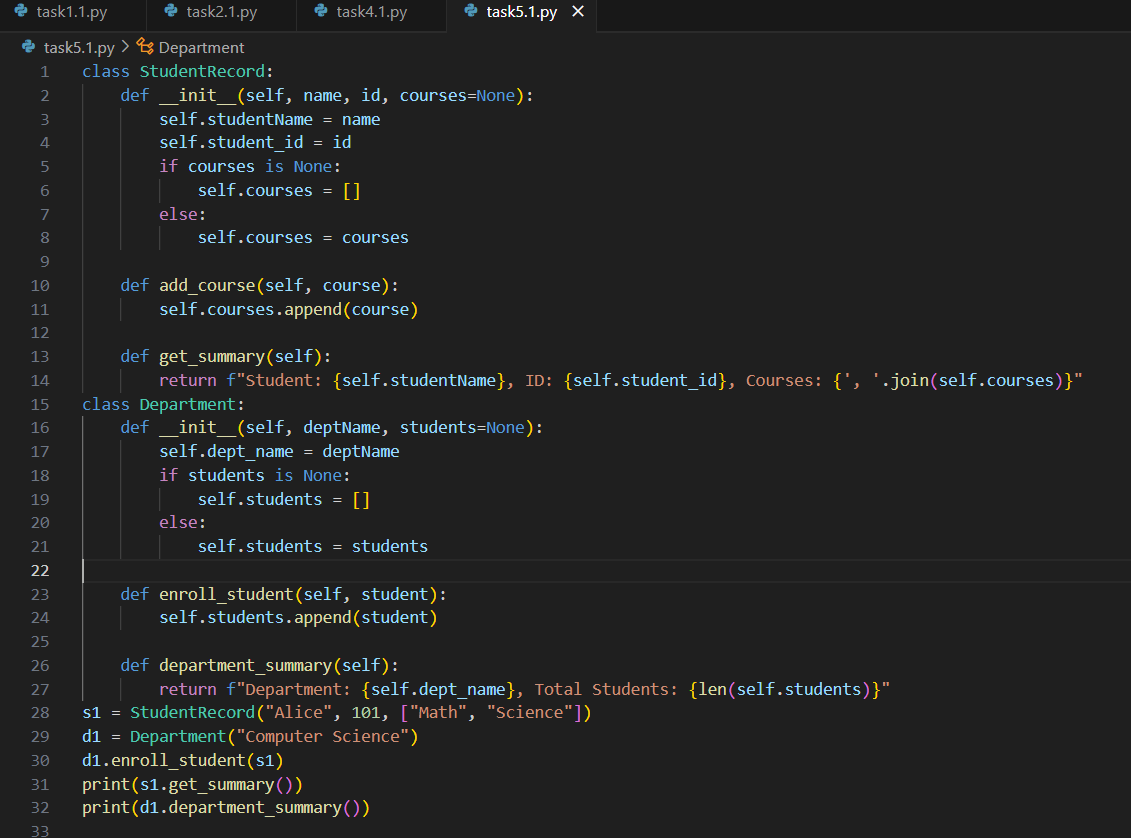 task1.1.py task2.1.py task4.1.py task5.1.py ×
task5.1.py > Department
1 class StudentRecord:
2     def __init__(self, name, id, courses=None):
3         self.studentName = name
4         self.student_id = id
5         if courses is None:
6             self.courses = []
7         else:
8             self.courses = courses
9
10     def add_course(self, course):
11         self.courses.append(course)
12
13     def get_summary(self):
14         return f"Student: {self.studentName}, ID: {self.student_id}, Courses: {', '.join(self.courses)}"
15 class Department:
16     def __init__(self, deptName, students=None):
17         self.dept_name = deptName
18         if students is None:
19             self.students = []
20         else:
21             self.students = students
22
23     def enroll_student(self, student):
24         self.students.append(student)
25
26     def department_summary(self):
27         return f"Department: {self.dept_name}, Total Students: {len(self.students)}"
28 s1 = StudentRecord("Alice", 101, ["Math", "Science"])
29 d1 = Department("Computer Science")
30 d1.enroll_student(s1)
31 print(s1.get_summary())
32 print(d1.department_summary())
33